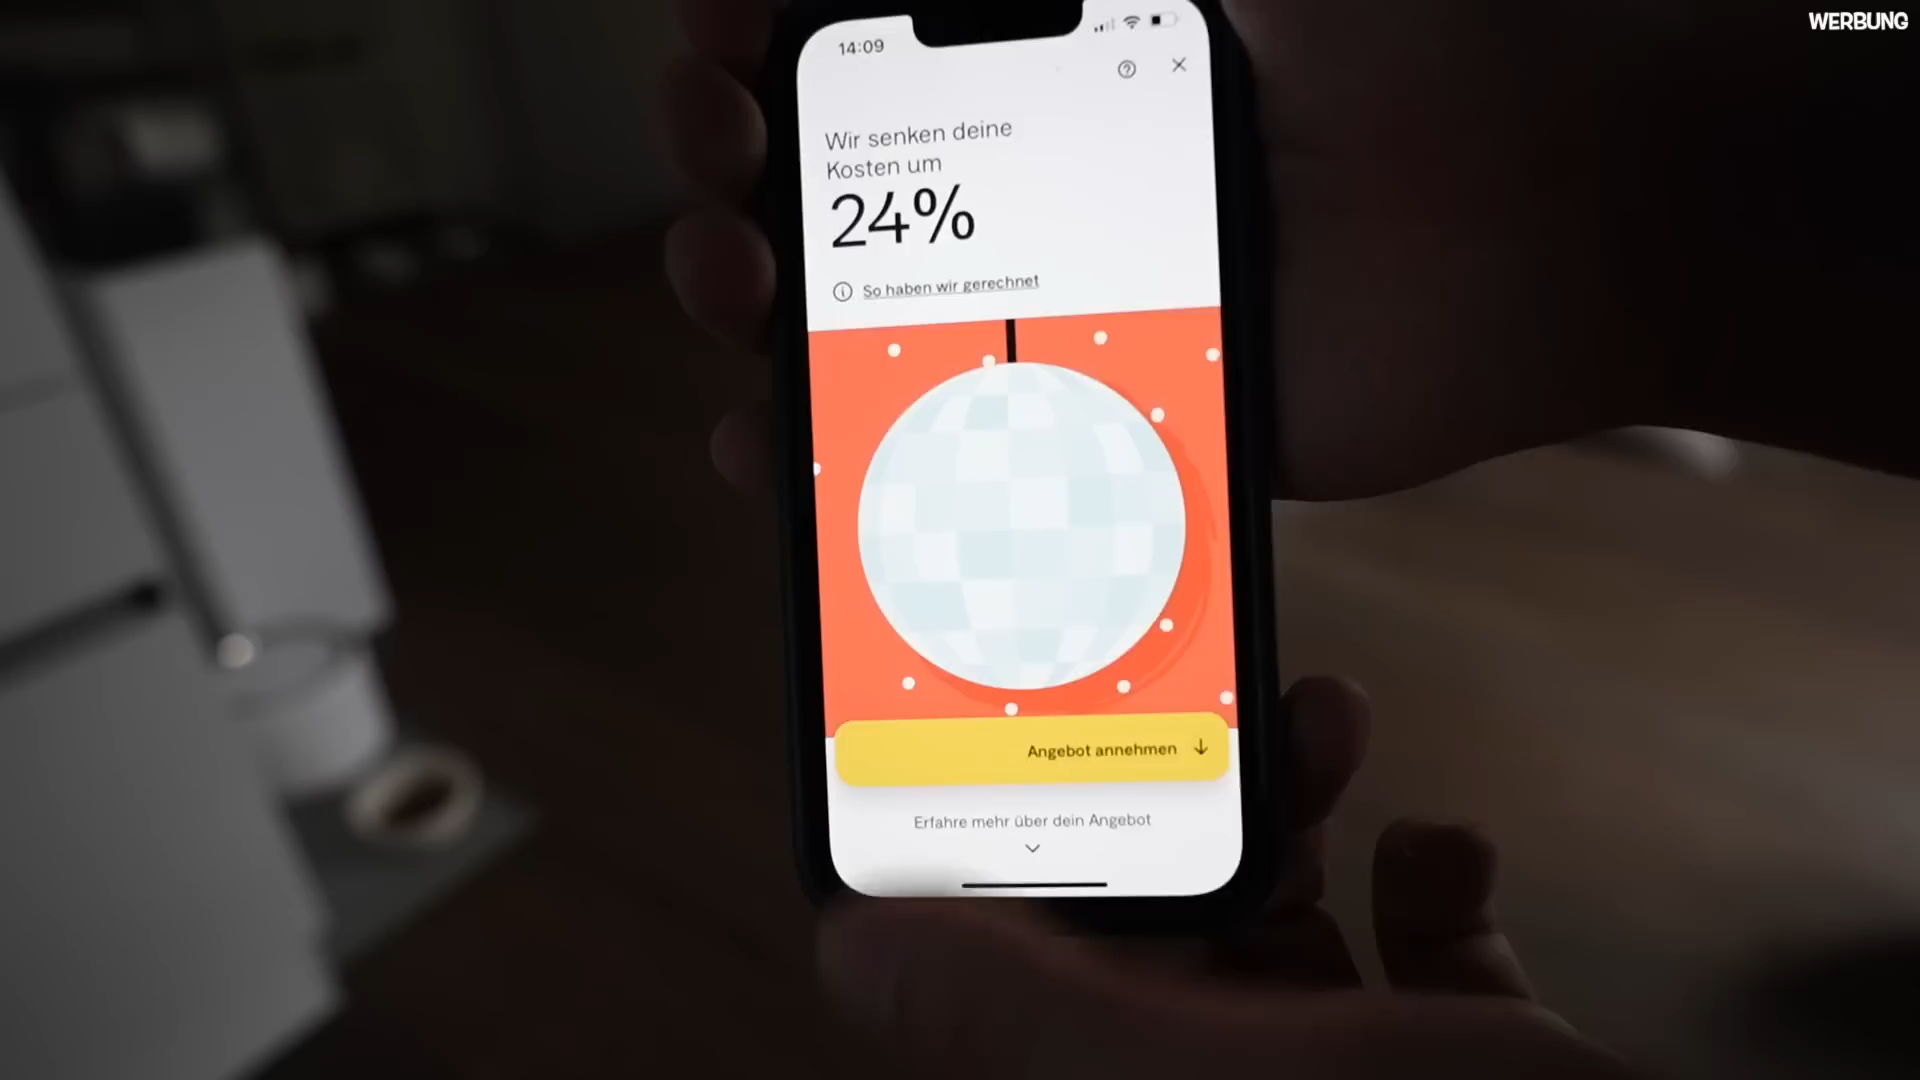 WERBUNG
14:09
Wir senken deine
Kosten um
24%
So haben wir gerechnet
Angebot annehmen
Erfahre mehr über dein Angebot